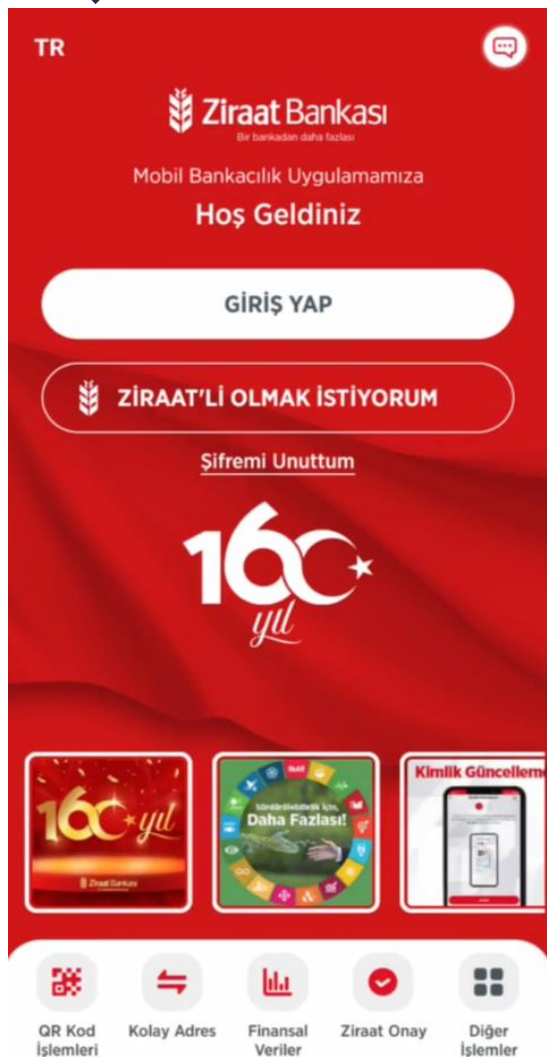 TR
Ziraat Bankası
Bir bankadan daha fazlası
Mobil Bankacılık Uygulamamıza
Hoş Geldiniz
GİRİŞ YAP
ZİRAAT'Lİ OLMAK İSTİYORUM
Şifremi Unuttum
160
yıl
160 yıl
Ziraat Bankası
Sürdürülebilirlik İçin,
Daha Fazlası!
Kimlik Güncelleme
QR Kod
İşlemleri
Kolay Adres
Finansal
Veriler
Ziraat Onay
Diğer
İşlemler